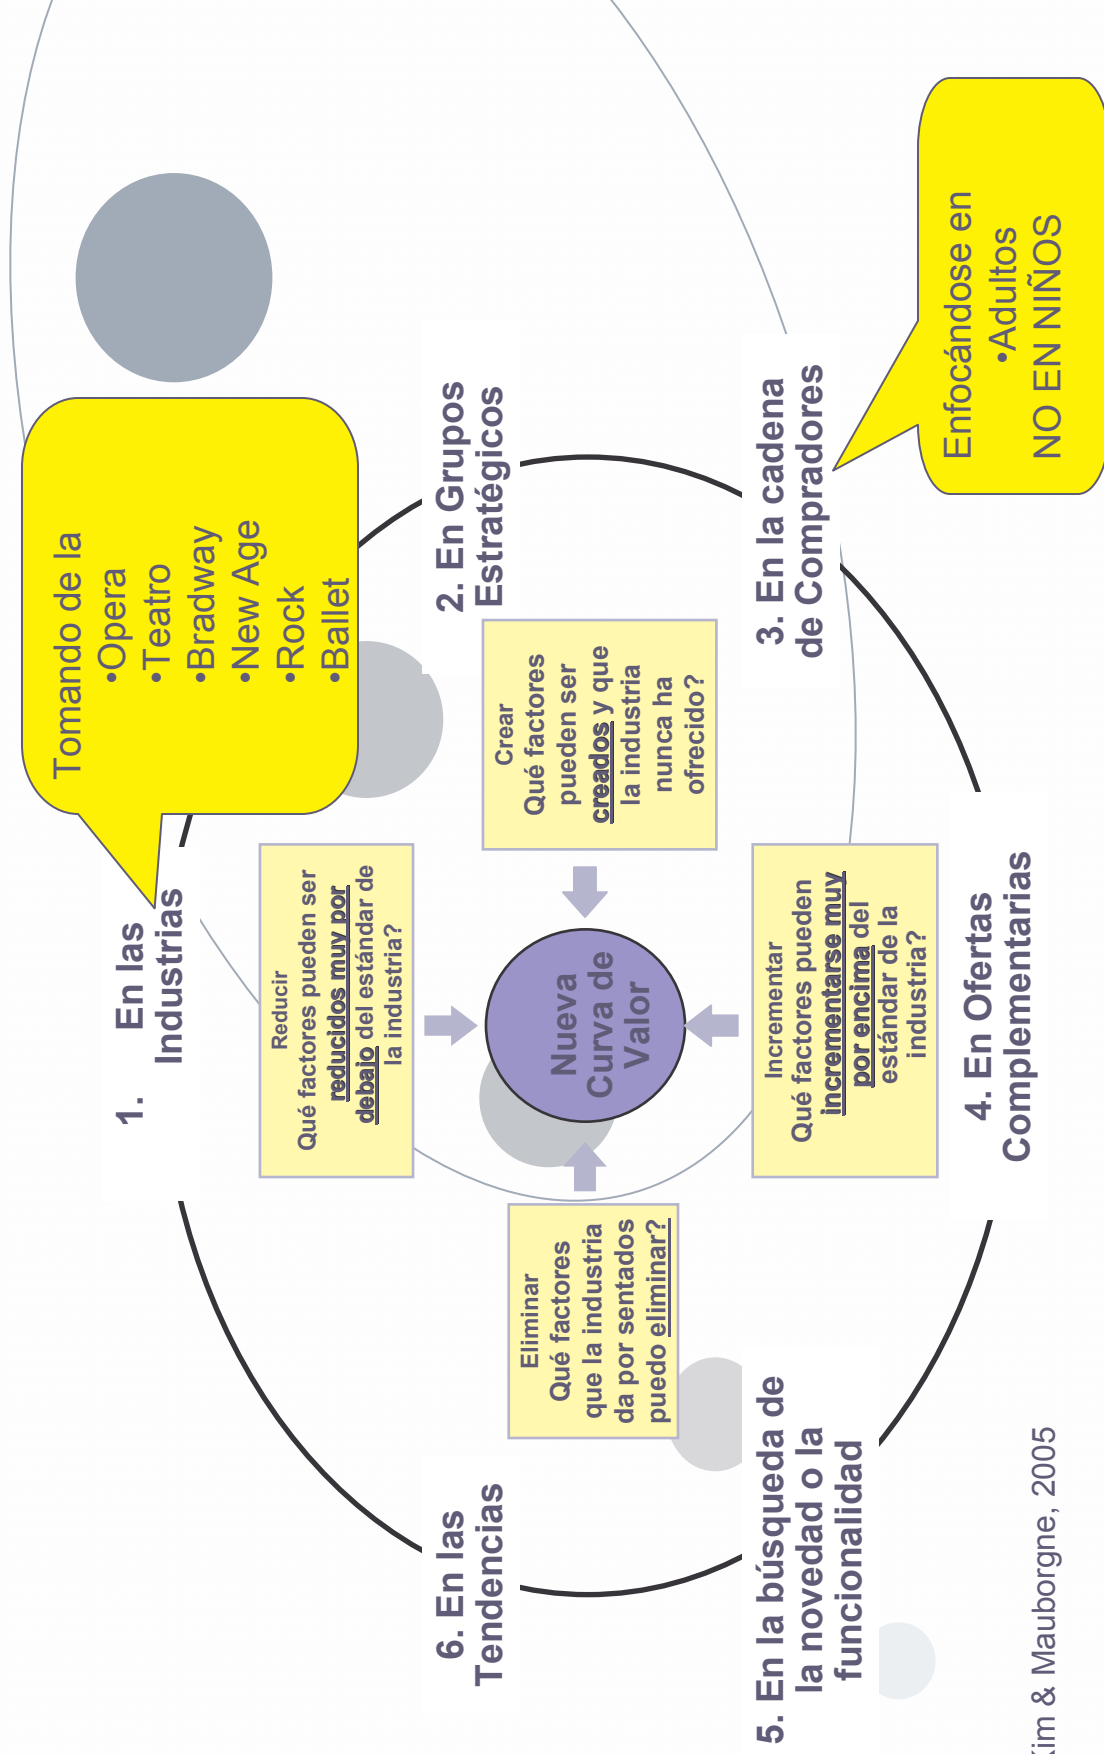 Tomando de la
•Opera
•Teatro
•Bradway
•New Age
•Rock
•Ballet
1. En las
Industrias
2. En Grupos
Estratégicos
3. En la cadena
de Compradores
Enfocándose en
•Adultos
NO EN NIÑOS
4. En Ofertas
Complementarias
5. En la búsqueda de
la novedad o la
funcionalidad
6. En las
Tendencias
Reducir
Qué factores pueden ser
reducidos muy por
debajo del estándar de
la industria?
Crear
Qué factores
pueden ser
creados y que
la industria
nunca ha
ofrecido?
Incrementar
Qué factores pueden
incrementarse muy
por encima del
estándar de la
industria?
Eliminar
Qué factores
que la industria
da por sentados
puedo eliminar?
Nueva
Curva de
Valor
Kim & Mauborgne, 2005